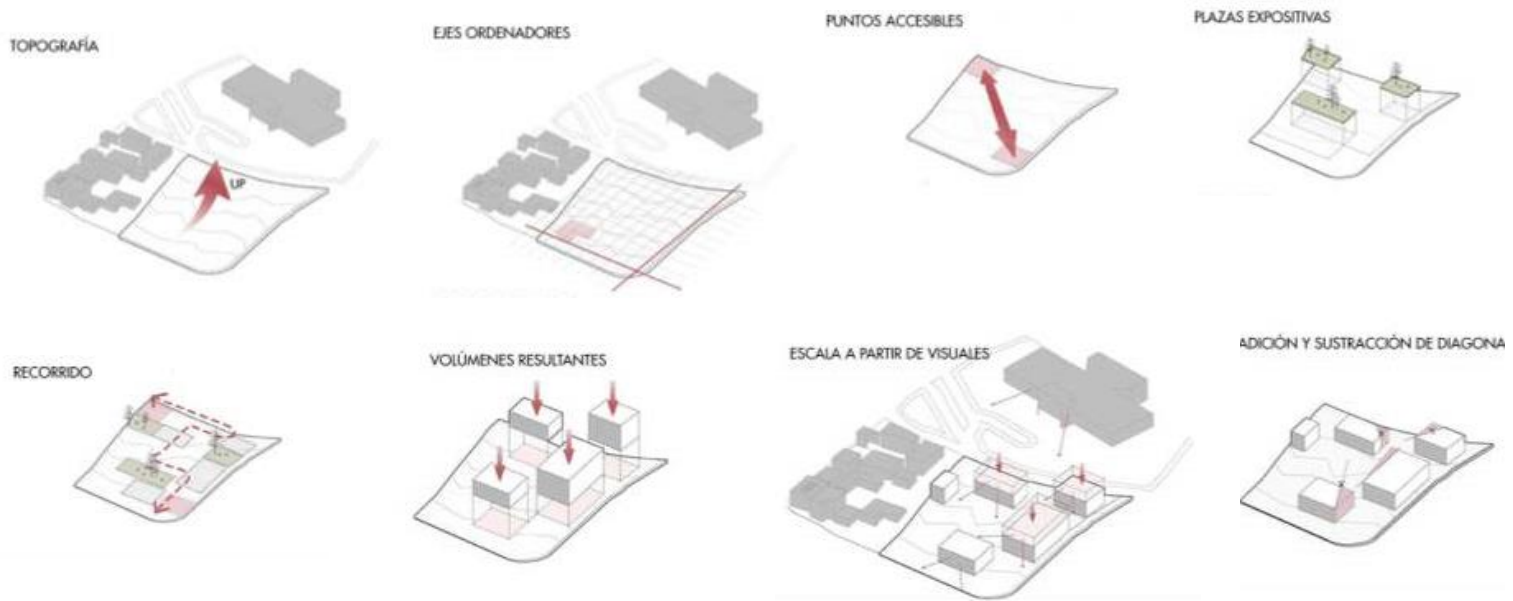 TOPOGRAFÍA
EJES ORDENADORES
PUNTOS ACCESIBLES
PLAZAS EXPOSITIVAS
UP
RECORRIDO
VOLÚMENES RESULTANTES
ESCALA A PARTIR DE VISUALES
ADICIÓN Y SUSTRACCIÓN DE DIAGONA